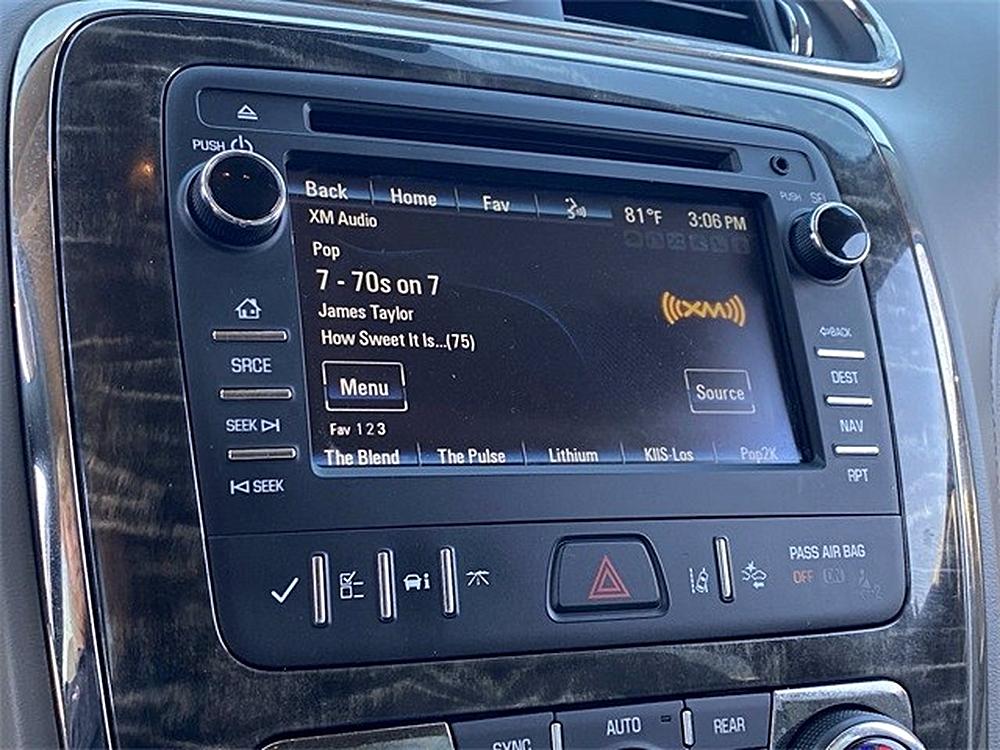 PUSH
PUSH SEL
Back Home Fav 81°F 3:06 PM
XM Audio
Pop
7 - 70s on 7
James Taylor
How Sweet It Is...(75)
((XM))
Menu
Source
Fav 1 2 3
The Blend The Pulse Lithium KIIS-Los Pop2K
SRCE
SEEK
SEEK
BACK
DEST
NAV
RPT
PASS AIR BAG
OFF ON
2
SYNC AUTO REAR